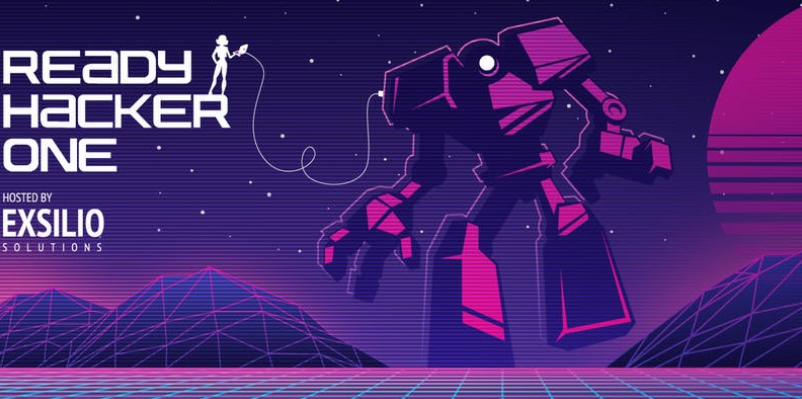 READY
HACKER
ONE
HOSTED BY
EXSILIO
SOLUTIONS